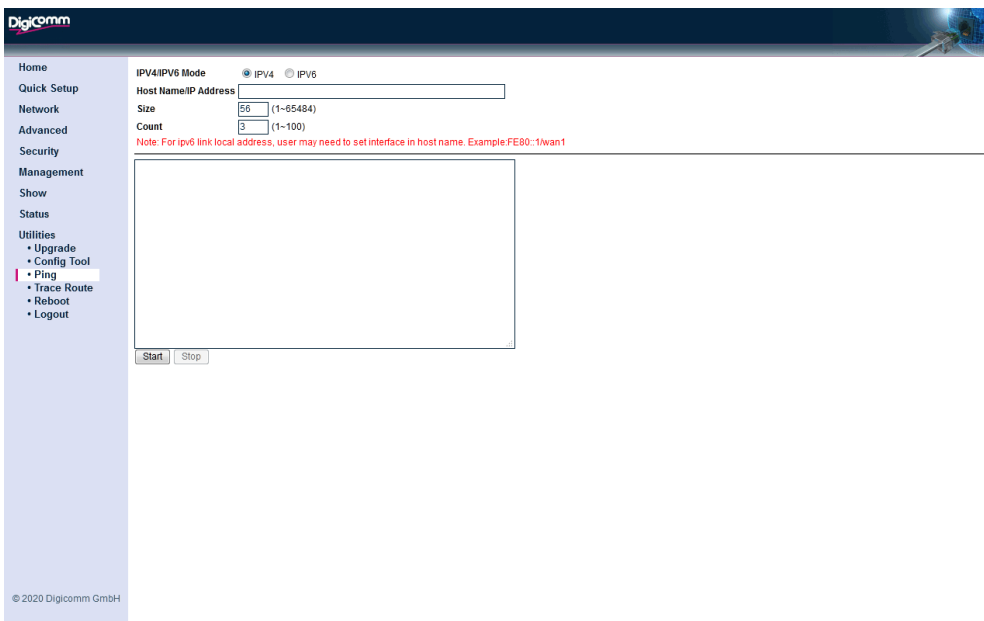 Digicomm
Home
Quick Setup
Network
Advanced
Security
Management
Show
Status
Utilities
• Upgrade
• Config Tool
• Ping
• Trace Route
• Reboot
• Logout
© 2020 Digicomm GmbH
IPV4/IPV6 Mode IPV4 IPV6
Host Name/IP Address
Size 56 (1~65484)
Count 3 (1~100)
Note: For ipv6 link local address, user may need to set interface in host name. Example:FE80::1/wan1
Start Stop